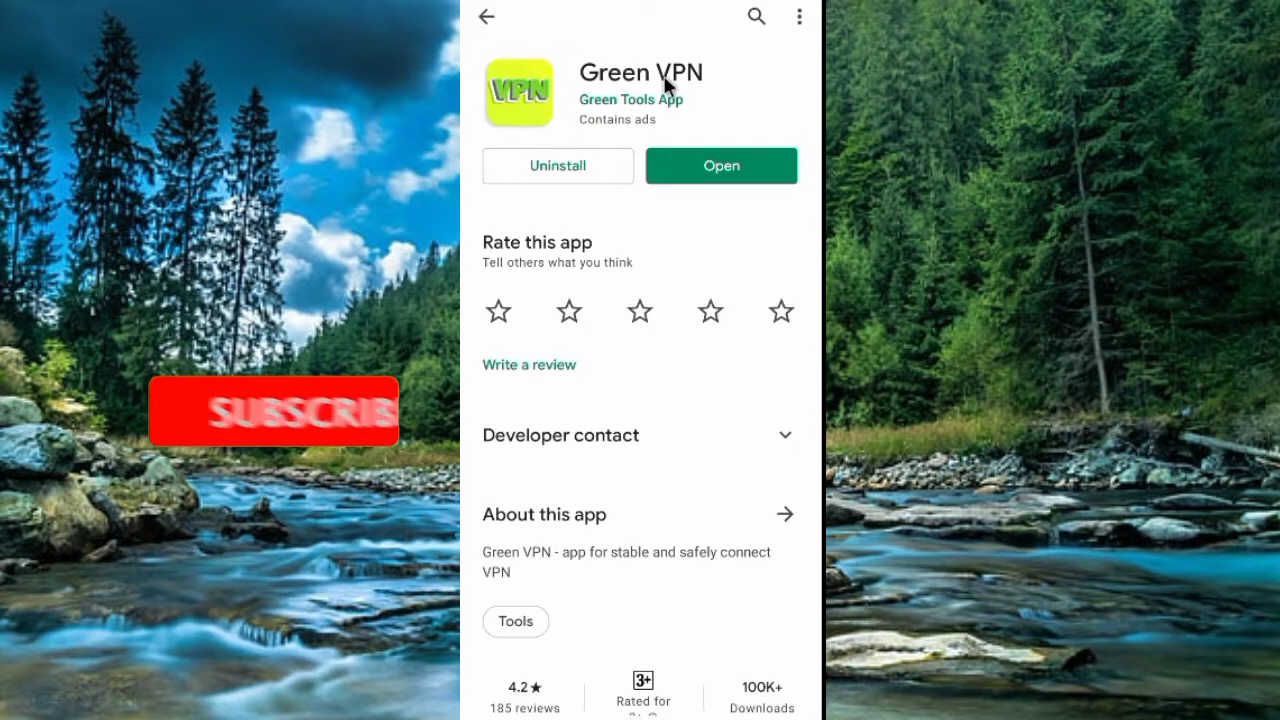 VPN
Green VPN
Green Tools App
Contains ads
Uninstall
Open
Rate this app
Tell others what you think
Write a review
SUBSCRIB
Developer contact
About this app
Green VPN - app for stable and safely connect
VPN
Tools
4.2★
185 reviews
3+
Rated for
100K+
Downloads